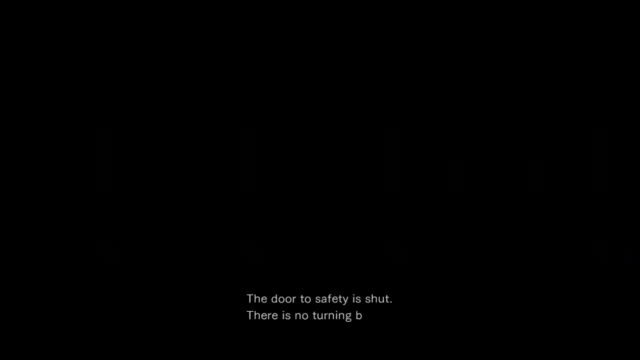 The door to safety is shut.
There is no turning b